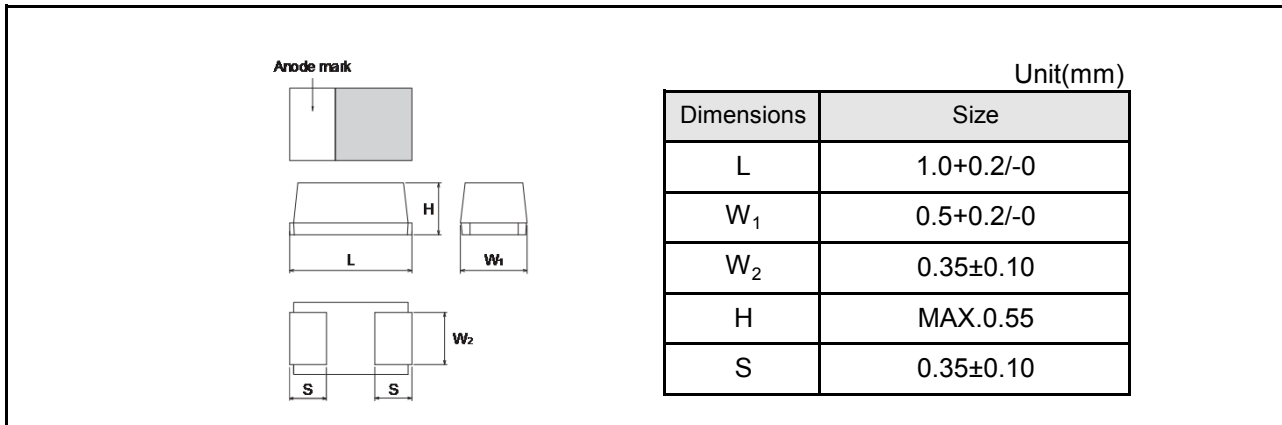 Anode mark
H
L
W1
W2
S S
Unit(mm)
Dimensions Size
L 1.0+0.2/-0
W1 0.5+0.2/-0
W2 0.35±0.10
H MAX.0.55
S 0.35±0.10